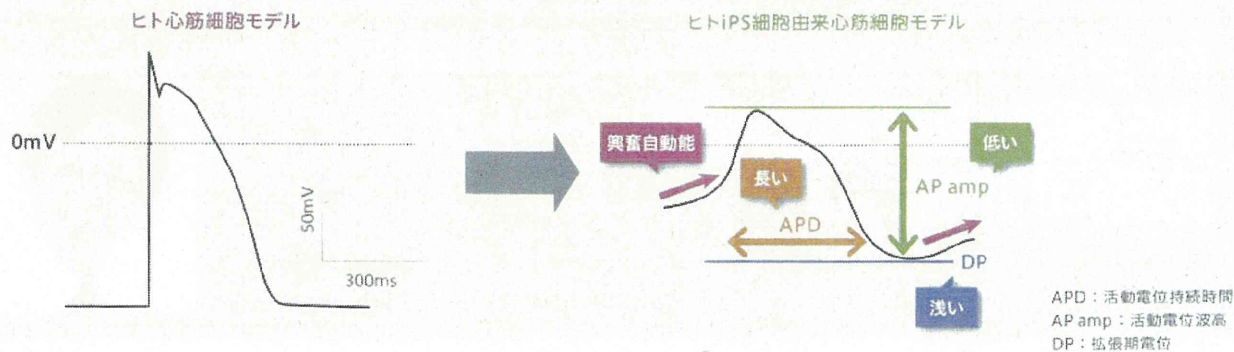 ヒト心筋細胞モデル
0mV
50mV
300ms
ヒトiPS細胞由来心筋細胞モデル
興奮自動能
長い
APD
AP amp
低い
DP
浅い
APD：活動電位持続時間
AP amp：活動電位波高
DP：拡張期電位